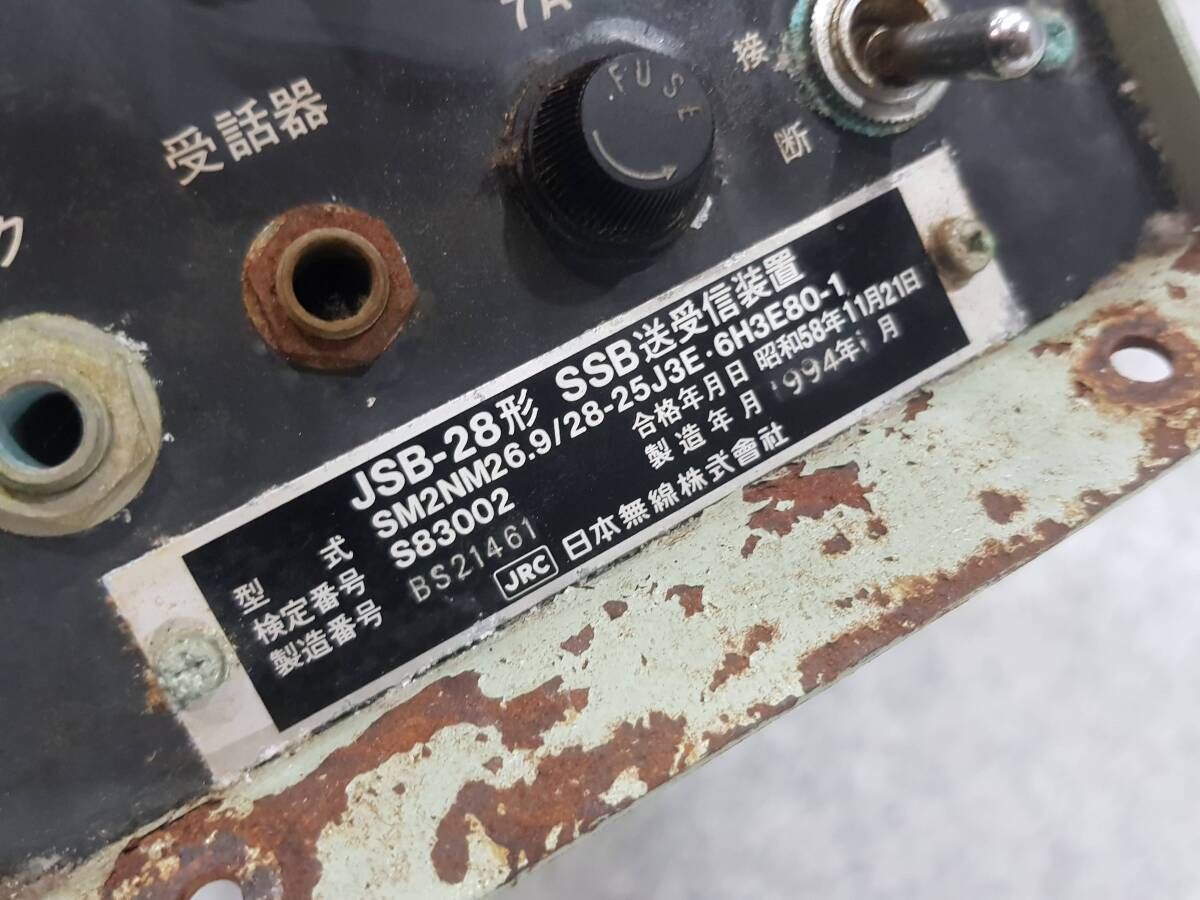 7A
FUSE
接
断
受話器
ク
JSB-28形 SSB送受信装置
型式 SM2NM26.9/28-25J3E・6H3E80-1
検定番号 S83002 合格年月日 昭和58年11月21日
製造番号 BS21461 製造年月 1994年 月
JRC 日本無線株式會社